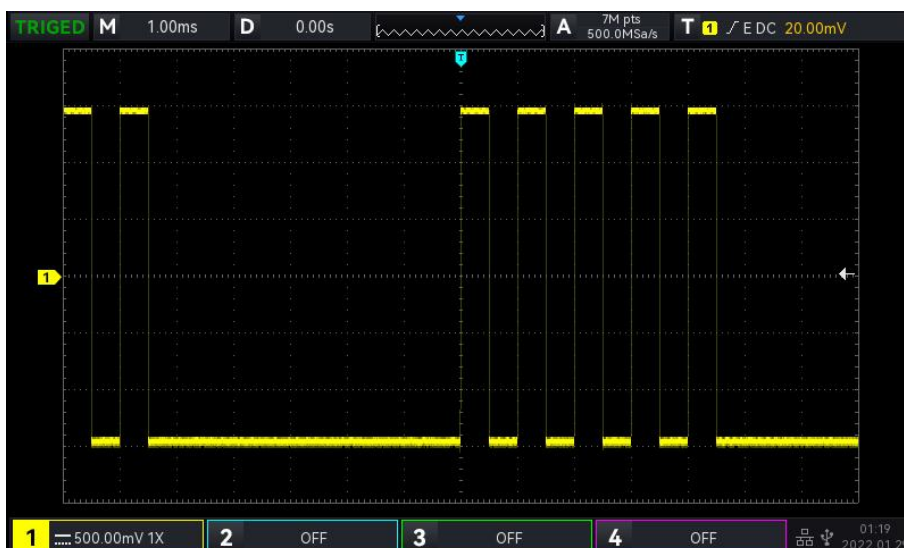 TRIGED M 1.00ms D 0.00s A 7M pts T 1 E DC 20.00mV
500.0MSa/s
T
1
1 500.00mV 1X 2 OFF 3 OFF 4 OFF 01:19